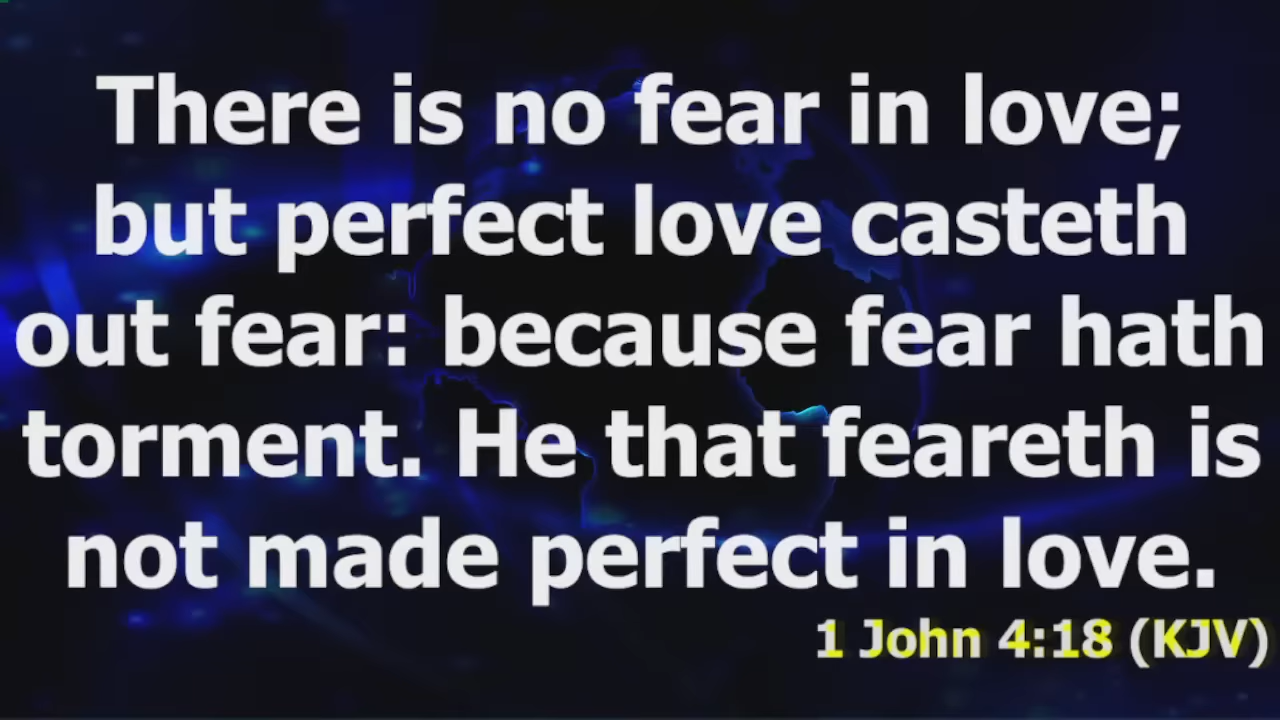 There is no fear in love;
but perfect love casteth
out fear: because fear hath
torment. He that feareth is
not made perfect in love.
1 John 4:18 (KJV)